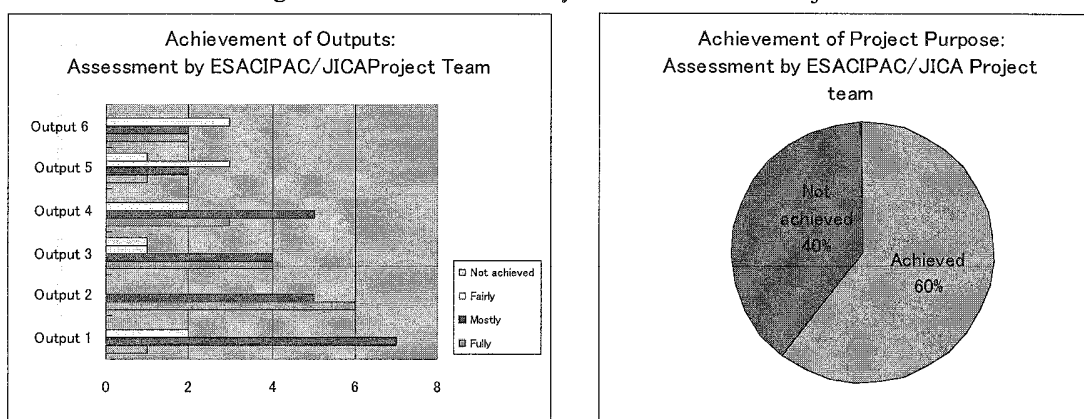 Achievement of Outputs:
Assessment by ESACIPAC/JICAProject Team
Output 6
Output 5
Output 4
Output 3
Output 2
Output 1
0 2 4 6 8
Not achieved
Fairly
Mostly
Fully
Achievement of Project Purpose:
Assessment by ESACIPAC/JICA Project
team
Not
achieved
40%
Achieved
60%